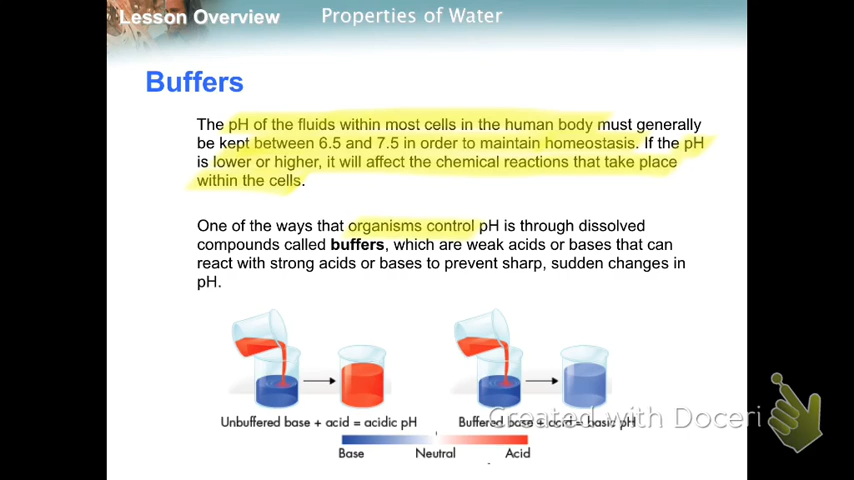 Lesson Overview Properties of Water
Buffers
The pH of the fluids within most cells in the human body must generally
be kept between 6.5 and 7.5 in order to maintain homeostasis. If the pH
is lower or higher, it will affect the chemical reactions that take place
within the cells.
One of the ways that organisms control pH is through dissolved
compounds called buffers, which are weak acids or bases that can
react with strong acids or bases to prevent sharp, sudden changes in
pH.
Unbuffered base + acid = acidic pH
Buffered base + acid = basic pH
Created with Doceri
Base Neutral Acid